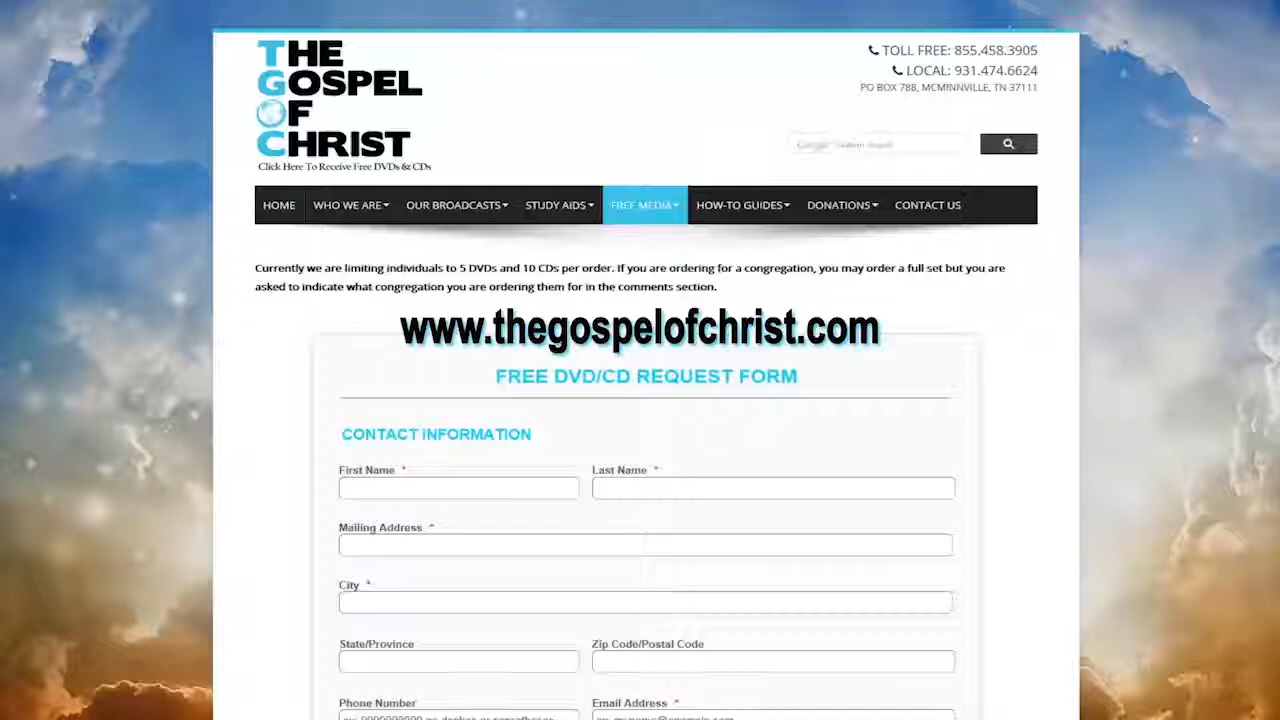 THE
GOSPEL
OF
CHRIST
Click Here To Receive Free DVDs & CDs
TOLL FREE: 855.458.3905
LOCAL: 931.474.6624
PO BOX 788, MCMINNVILLE, TN 37111
HOME WHO WE ARE OUR BROADCASTS STUDY AIDS FREE MEDIA HOW-TO GUIDES DONATIONS CONTACT US
Currently we are limiting individuals to 5 DVDs and 10 CDs per order. If you are ordering for a congregation, you may order a full set but you are
asked to indicate what congregation you are ordering them for in the comments section.
www.thegospelofchrist.com
FREE DVD/CD REQUEST FORM
CONTACT INFORMATION
First Name * Last Name *
Mailing Address *
City *
State/Province Zip Code/Postal Code
Phone Number Email Address *